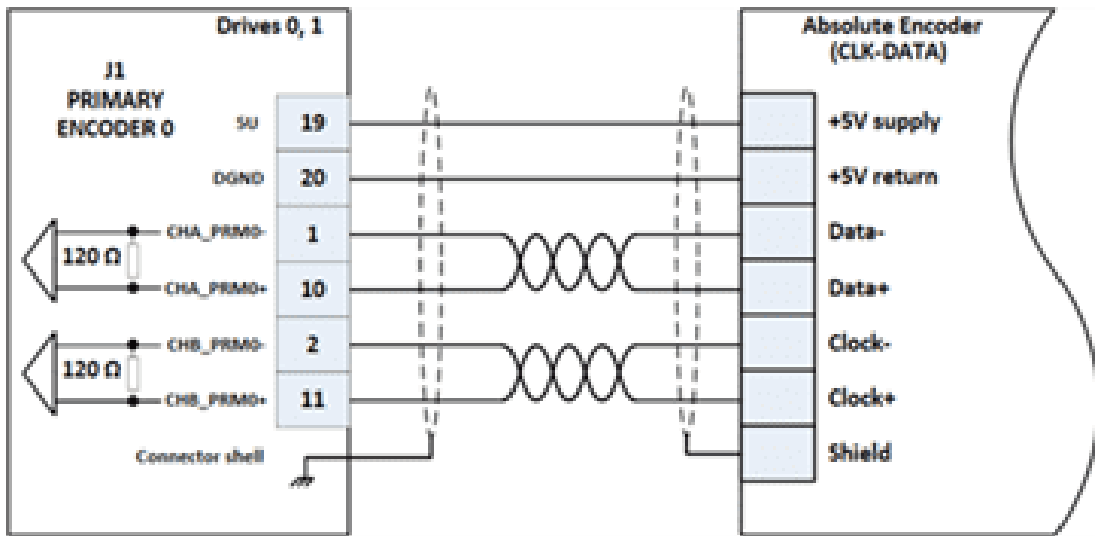 Drives 0, 1
J1
PRIMARY
ENCODER 0
5U 19
DGND 20
CHA_PRM0- 1
120 Ω
CHA_PRM0+ 10
CHB_PRM0- 2
120 Ω
CHB_PRM0+ 11
Connector shell
Absolute Encoder
(CLK-DATA)
+5V supply
+5V return
Data-
Data+
Clock-
Clock+
Shield